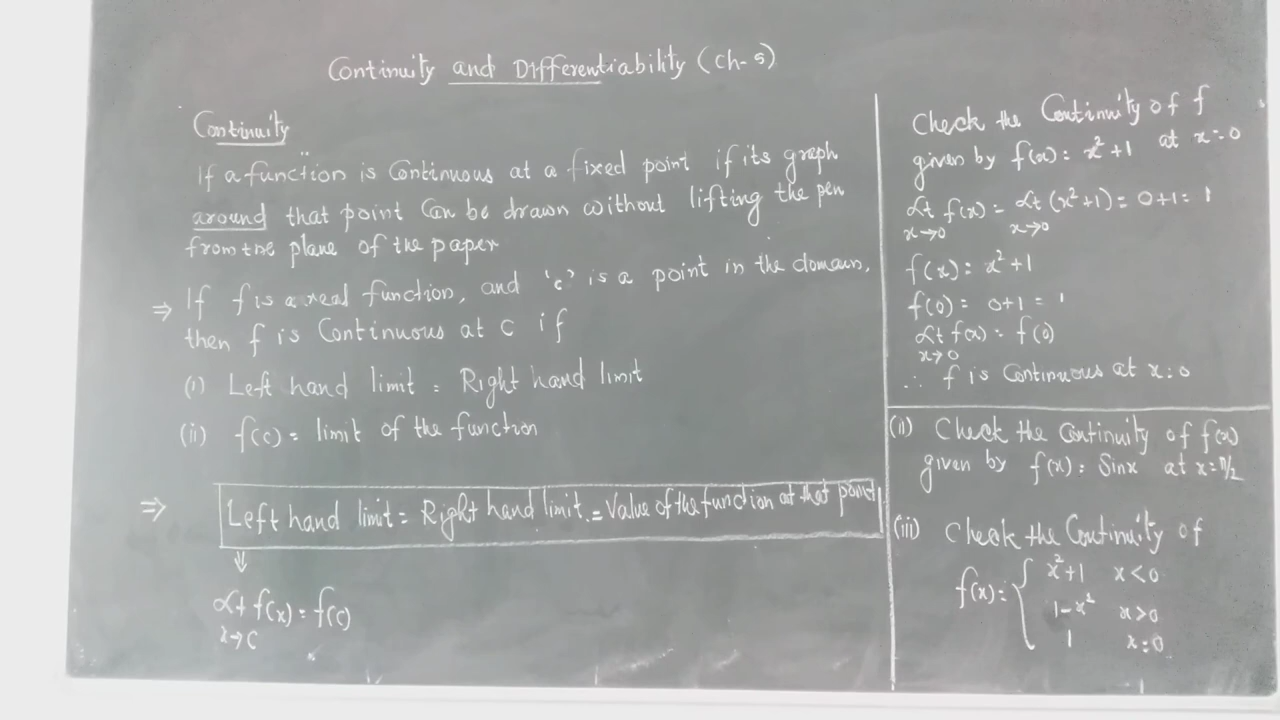 Continuity and Differentiability (Ch-5)
Continuity
If a function is Continuous at a fixed point if its graph
around that point Can be drawn without lifting the pen
from the plane of the paper
⇒ If f is a real function, and 'c' is a point in the domain,
then f is Continuous at c if
(i) Left hand limit = Right hand limit
(ii) f(c) = limit of the function
⇒ Left hand limit = Right hand limit = Value of the function at that point
⇓
Lt f(x) = f(c)
x→c
Check the Continuity of f
given by f(x) = x²+1 at x=0
Lt f(x) = Lt (x²+1) = 0+1 = 1
x→0 x→0
f(x) = x²+1
f(0) = 0+1 = 1
Lt f(x) = f(0)
x→0
∴ f is Continuous at x=0
(ii) Check the Continuity of f(x)
given by f(x) = Sinx at x=π/2
(iii) Check the Continuity of
f(x) = { x²+1 x<0
1-x² x>0
1 x=0